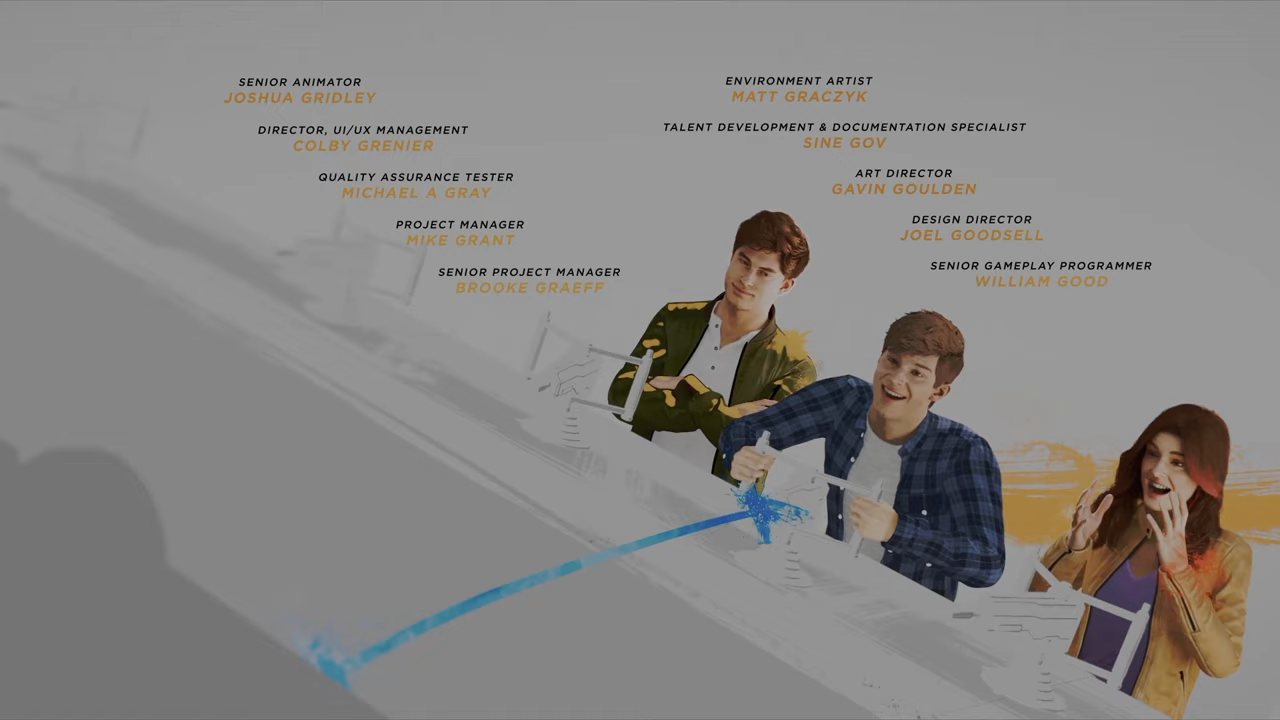 SENIOR ANIMATOR
JOSHUA GRIDLEY
DIRECTOR, UI/UX MANAGEMENT
COLBY GRENIER
QUALITY ASSURANCE TESTER
MICHAEL A GRAY
PROJECT MANAGER
MIKE GRANT
SENIOR PROJECT MANAGER
BROOKE GRAEFF
ENVIRONMENT ARTIST
MATT GRACZYK
TALENT DEVELOPMENT & DOCUMENTATION SPECIALIST
SINE GOV
ART DIRECTOR
GAVIN GOULDEN
DESIGN DIRECTOR
JOEL GOODSELL
SENIOR GAMEPLAY PROGRAMMER
WILLIAM GOOD